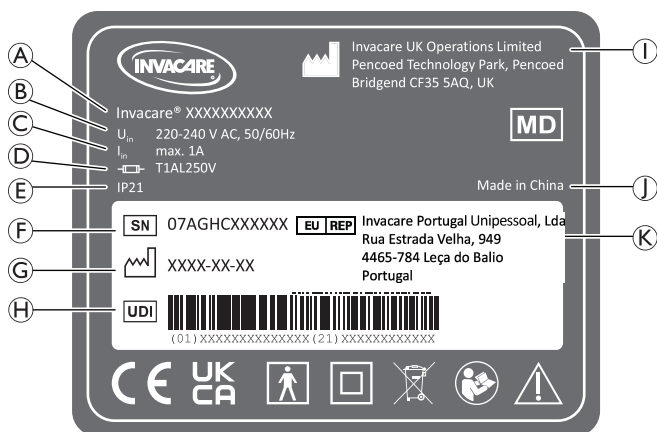 INVACARE
Invacare UK Operations Limited
Pencoed Technology Park, Pencoed
Bridgend CF35 5AQ, UK
A
B
C
D
E
F
G
H
I
J
K
Invacare® XXXXXXXXXX
Uin 220-240 V AC, 50/60Hz
Iin max. 1A
T1AL250V
IP21
MD
Made in China
SN 07AGHCXXXXXX
EU REP
Invacare Portugal Unipessoal, Lda
Rua Estrada Velha, 949
4465-784 Leça do Balio
Portugal
XXXX-XX-XX
UDI
(01)XXXXXXXXXXXXXX(21)XXXXXXXXXXXX
CE
UK
CA